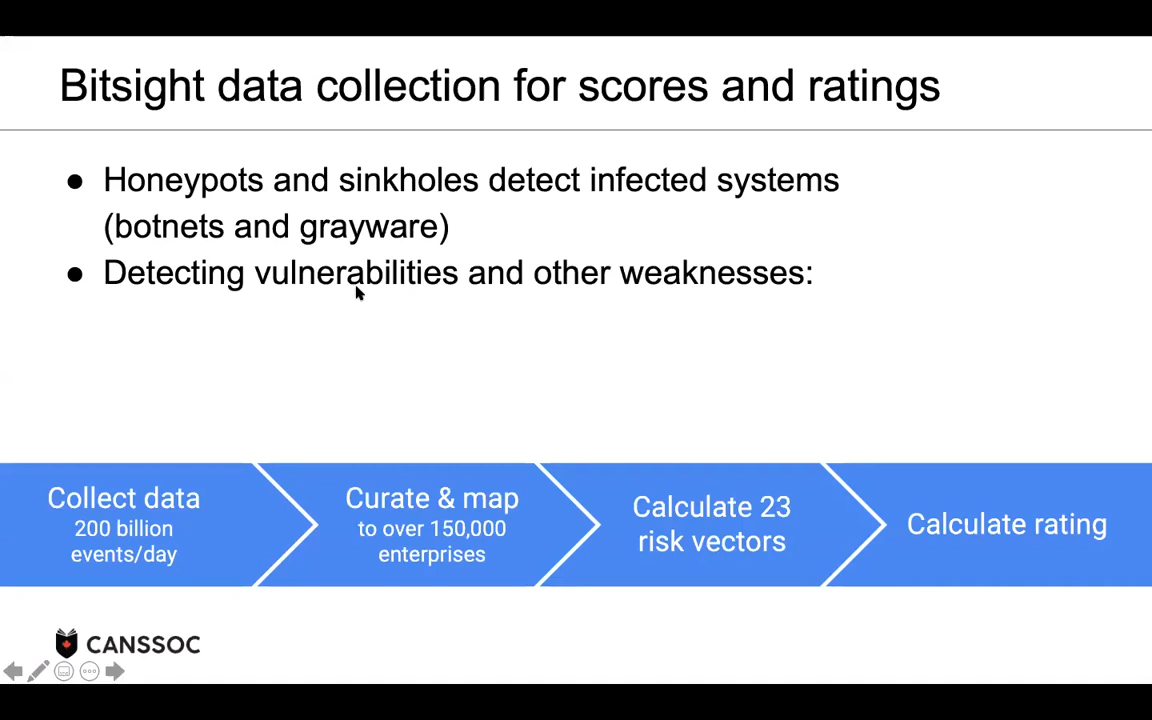 Bitsight data collection for scores and ratings
● Honeypots and sinkholes detect infected systems
(botnets and grayware)
● Detecting vulnerabilities and other weaknesses:
Collect data
200 billion
events/day
Curate & map
to over 150,000
enterprises
Calculate 23
risk vectors
Calculate rating
CANSSOC